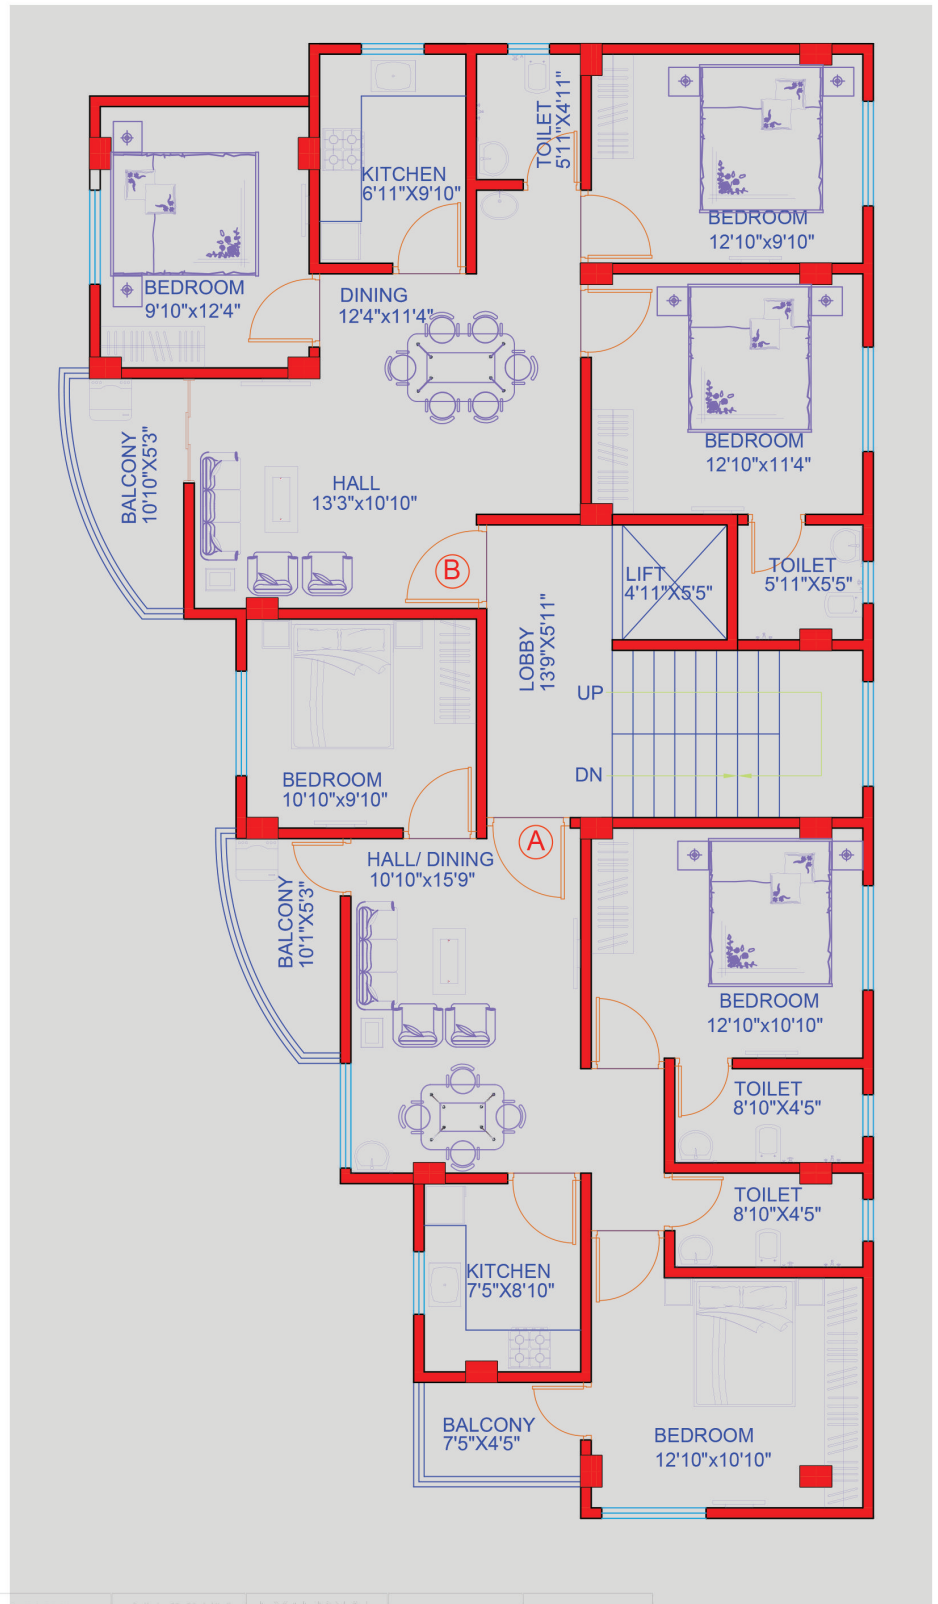 KITCHEN
6'11"X9'10"
TOILET
5'11"X4'11"
BEDROOM
12'10"x9'10"
BEDROOM
9'10"x12'4"
DINING
12'4"x11'4"
BEDROOM
12'10"x11'4"
BALCONY
10'10"X5'3"
HALL
13'3"x10'10"
B
LIFT
4'11"X5'5"
TOILET
5'11"X5'5"
LOBBY
13'9"X5'11"
UP
DN
BEDROOM
10'10"x9'10"
A
HALL/ DINING
10'10"x15'9"
BALCONY
10'1"X5'3"
BEDROOM
12'10"x10'10"
TOILET
8'10"X4'5"
TOILET
8'10"X4'5"
KITCHEN
7'5"X8'10"
BALCONY
7'5"X4'5"
BEDROOM
12'10"x10'10"